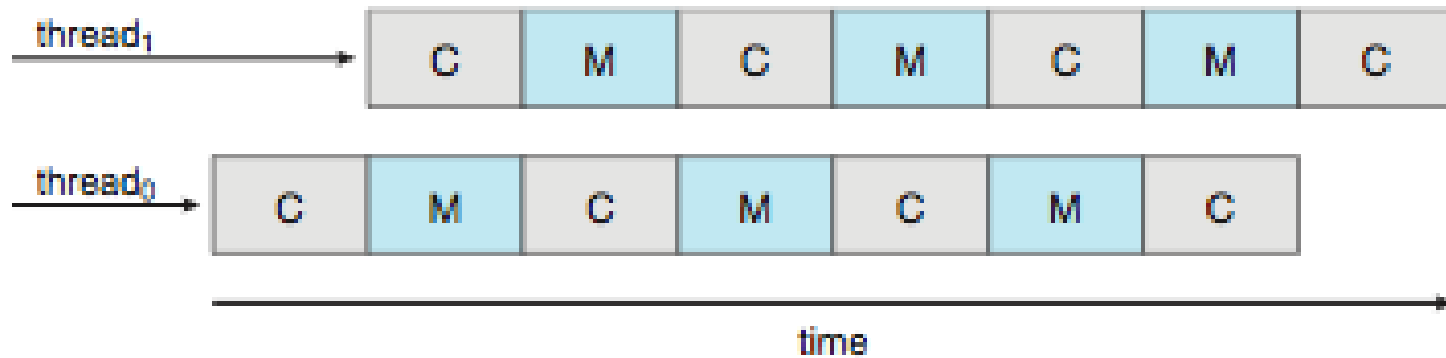 thread₁ C M C M C M C
thread₀ C M C M C M C
time